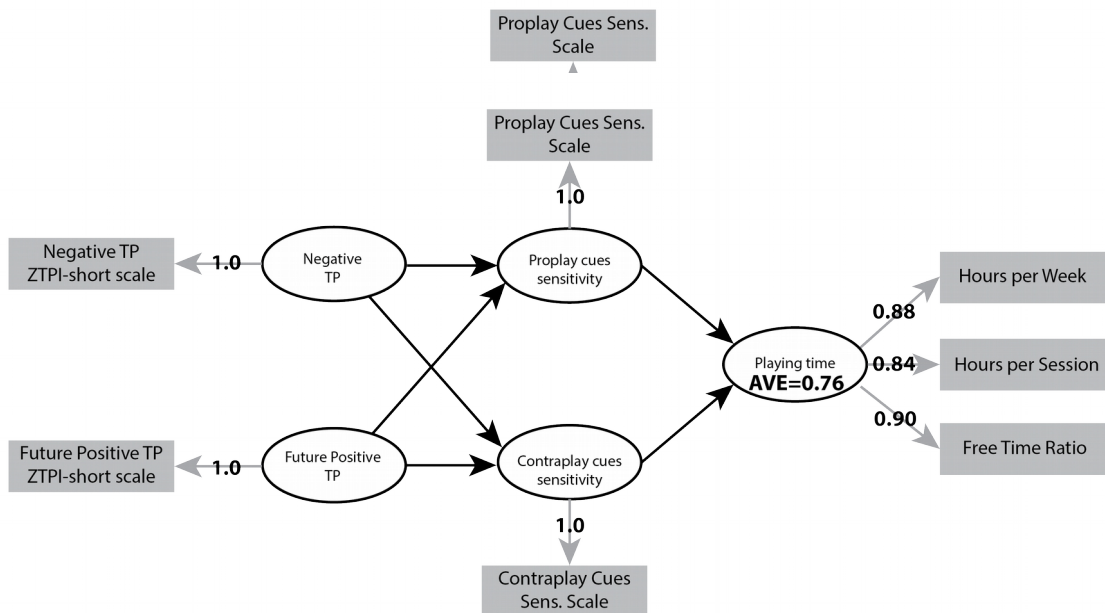 Proplay Cues Sens.
Scale
Proplay Cues Sens.
Scale
1.0
Negative TP
ZTPI-short scale
1.0
Negative
TP
Proplay cues
sensitivity
Hours per Week
0.88
Playing time
AVE=0.76
0.84
Hours per Session
0.90
Free Time Ratio
Future Positive TP
ZTPI-short scale
1.0
Future Positive
TP
Contraplay cues
sensitivity
1.0
Contraplay Cues
Sens. Scale